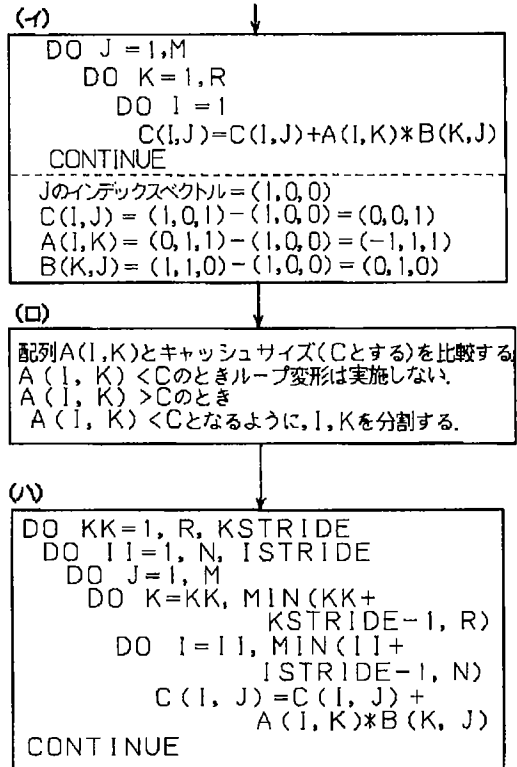 (イ)
DO J=1,M
DO K=1,R
DO I=1
C(I,J)=C(I,J)+A(I,K)*B(K,J)
CONTINUE
Jのインデックスベクトル=(1,0,0)
C(I,J)=(1,0,1)-(1,0,0)=(0,0,1)
A(I,K)=(0,1,1)-(1,0,0)=(-1,1,1)
B(K,J)=(1,1,0)-(1,0,0)=(0,1,0)
(ロ)
配列A(I,K)とキャッシュサイズ(Cとする)を比較する.
A(I, K)<Cのときループ変形は実施しない.
A(I, K)>Cのとき
A(I, K)<Cとなるように,I,Kを分割する.
(ハ)
DO KK=1, R, KSTRIDE
DO II=1, N, ISTRIDE
DO J=1, M
DO K=KK, MIN(KK+
KSTRIDE-1, R)
DO I=II, MIN(II+
ISTRIDE-1, N)
C(I, J)=C(I, J)+
A(I, K)*B(K, J)
CONTINUE